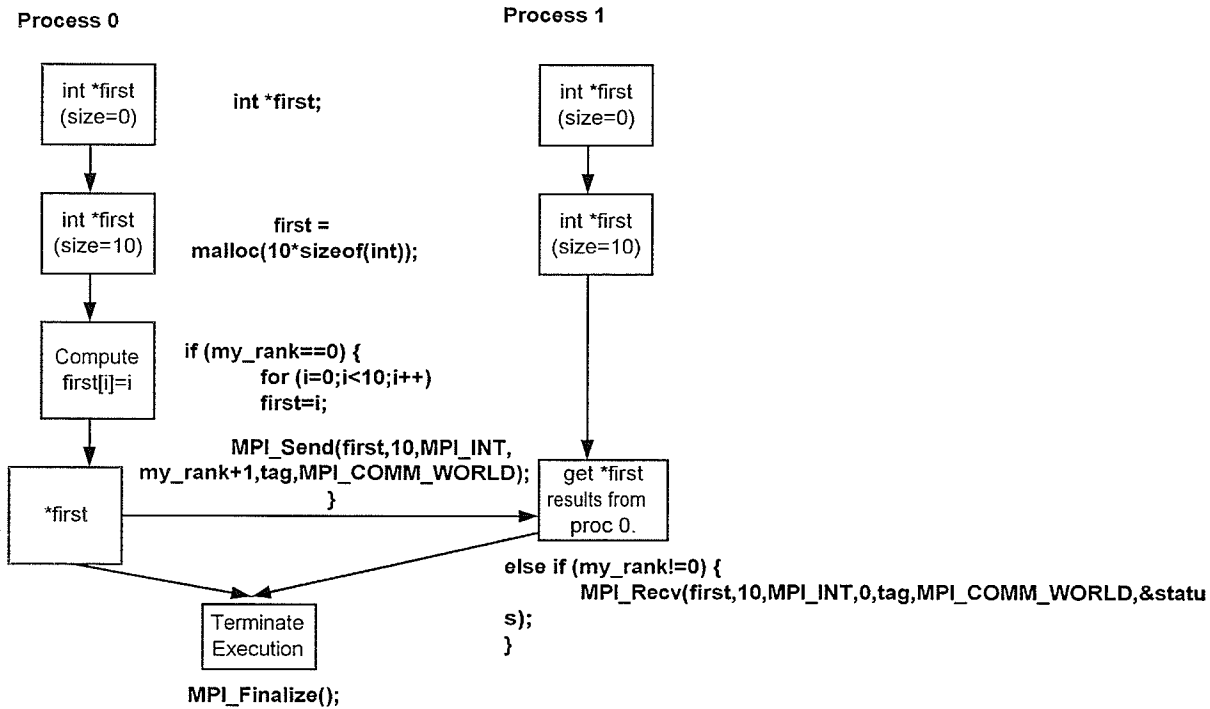 Process 0
Process 1
int *first
(size=0)
int *first;
int *first
(size=0)
int *first
(size=10)
first =
malloc(10*sizeof(int));
int *first
(size=10)
Compute
first[i]=i
if (my_rank==0) {
for (i=0;i<10;i++)
first=i;
MPI_Send(first,10,MPI_INT,
my_rank+1,tag,MPI_COMM_WORLD);
}
*first
get *first
results from
proc 0.
else if (my_rank!=0) {
MPI_Recv(first,10,MPI_INT,0,tag,MPI_COMM_WORLD,&statu
s);
}
Terminate
Execution
MPI_Finalize();